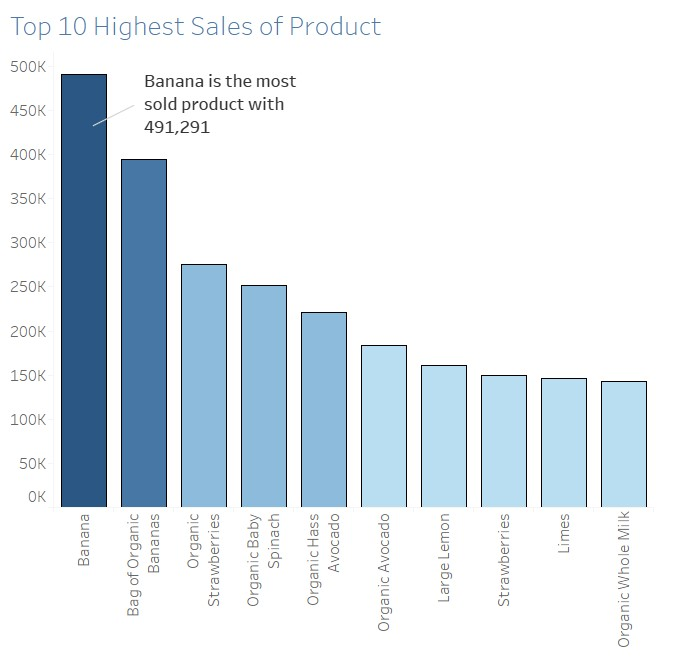 Top 10 Highest Sales of Product
500K
Banana is the most
sold product with
491,291
450K
400K
350K
300K
250K
200K
150K
100K
50K
0K
Banana
Bag of Organic
Bananas
Organic
Strawberries
Organic Baby
Spinach
Organic Hass
Avocado
Organic Avocado
Large Lemon
Strawberries
Limes
Organic Whole Milk